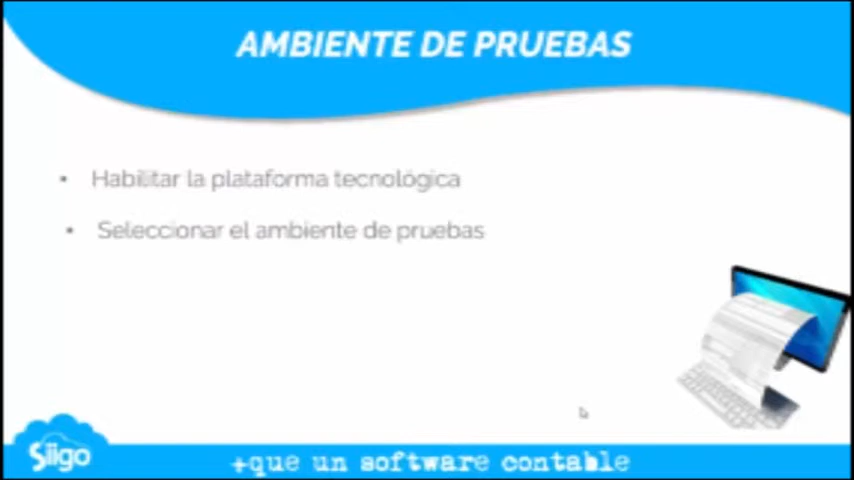 AMBIENTE DE PRUEBAS
• Habilitar la plataforma tecnológica
• Seleccionar el ambiente de pruebas
Siigo
+que un software contable